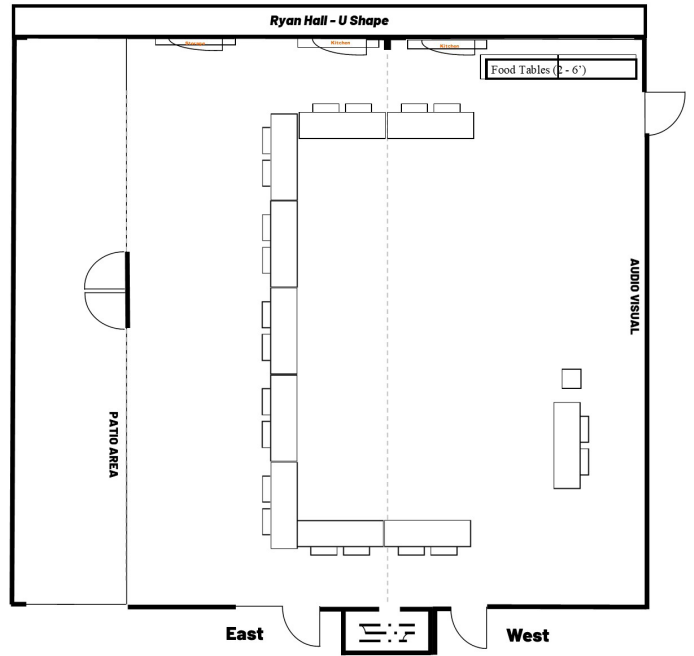 Ryan Hall - U Shape
Kitchen
Kitchen
Food Tables (2 - 6')
AUDIO VISUAL
PATIO AREA
East
West